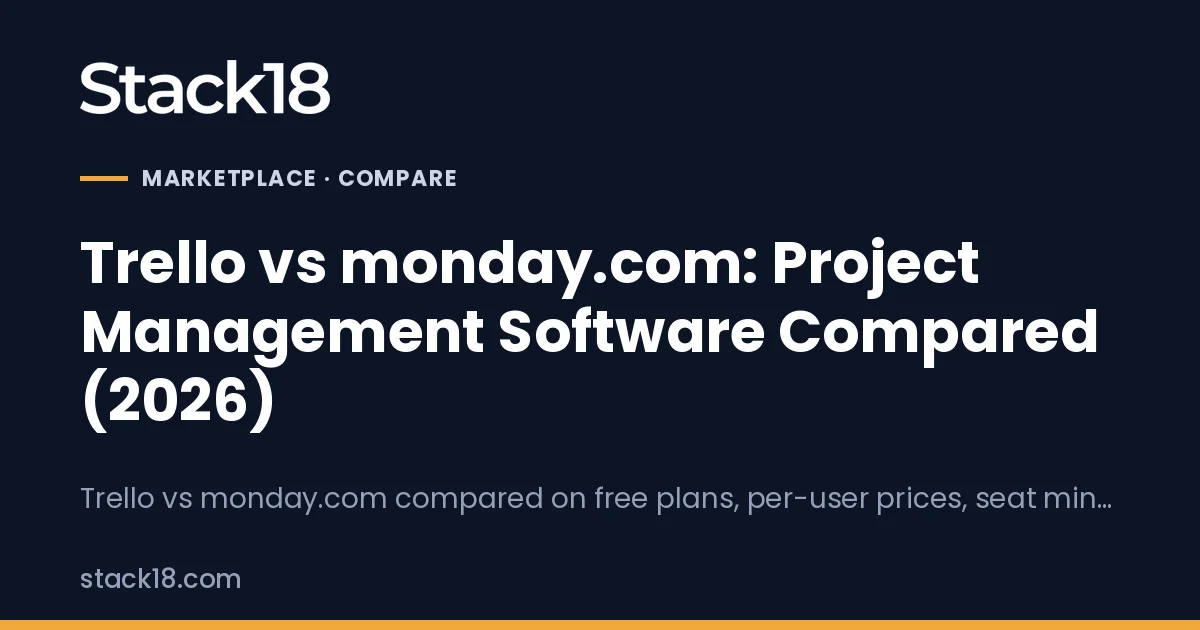 Stack18
MARKETPLACE · COMPARE
Trello vs monday.com: Project
Management Software Compared
(2026)
Trello vs monday.com compared on free plans, per-user prices, seat min…
stack18.com